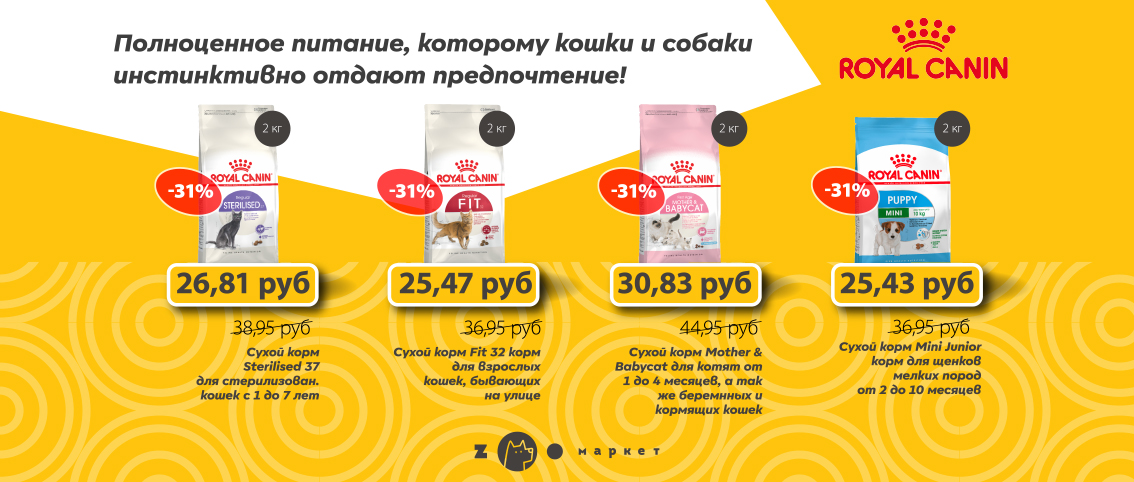 Полноценное питание, которому кошки и собаки
инстинктивно отдают предпочтение!
ROYAL CANIN
2 кг
-31%
ROYAL CANIN
STERILISED
26,81 руб
38,95 руб
Сухой корм
Sterilised 37
для стерилизован.
кошек с 1 до 7 лет
2 кг
-31%
ROYAL CANIN
FIT
25,47 руб
36,95 руб
Сухой корм Fit 32 корм
для взрослых
кошек, бывающих
на улице
2 кг
-31%
ROYAL CANIN
MOTHER &
BABYCAT
30,83 руб
44,95 руб
Сухой корм Mother &
Babycat для котят от
1 до 4 месяцев, а так
же беремнных и
кормящих кошек
2 кг
-31%
ROYAL CANIN
PUPPY
MINI
10 kg
25,43 руб
36,95 руб
Сухой корм Mini Junior
корм для щенков
мелких пород
от 2 до 10 месяцев
Z
маркет